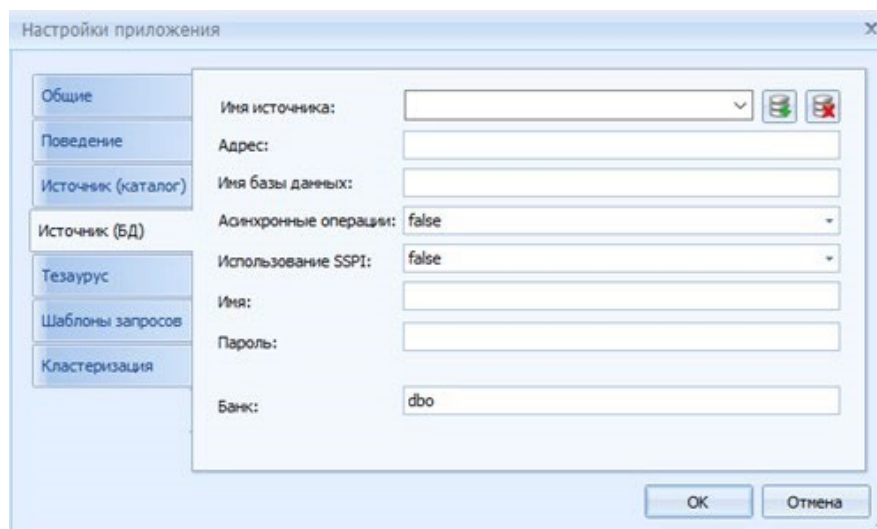 Настройки приложения
Общие
Поведение
Источник (каталог)
Источник (БД)
Тезаурус
Шаблоны запросов
Кластеризация
Имя источника:
Адрес:
Имя базы данных:
Асинхронные операции: false
Использование SSPI: false
Имя:
Пароль:
Банк: dbo
ОК Отмена